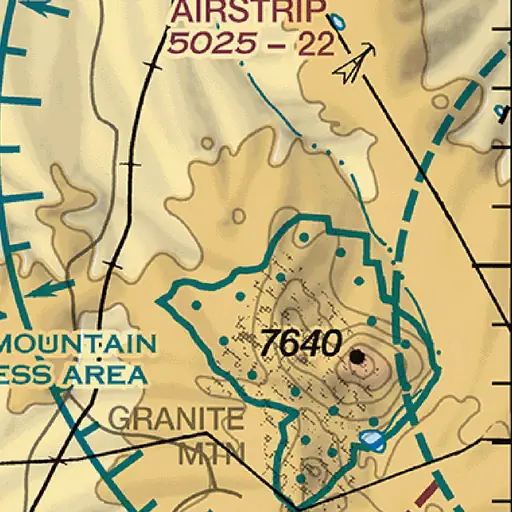 AIRSTRIP
5025 – 22
7640
MOUNTAIN
ESS AREA
GRANITE
MTN